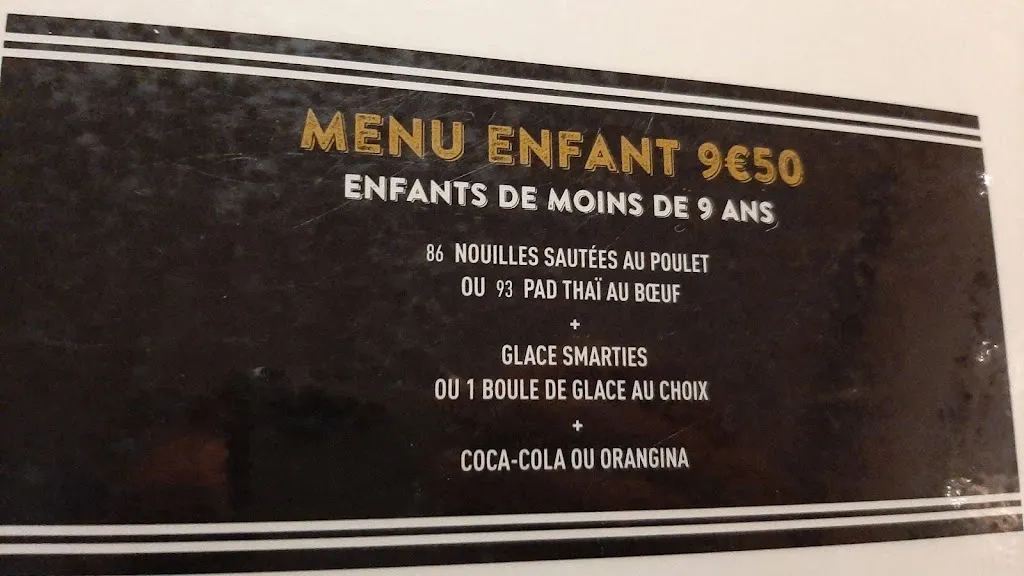 MENU ENFANT 9€50
ENFANTS DE MOINS DE 9 ANS
86 NOUILLES SAUTÉES AU POULET
OU 93 PAD THAÏ AU BŒUF
+
GLACE SMARTIES
OU 1 BOULE DE GLACE AU CHOIX
+
COCA-COLA OU ORANGINA